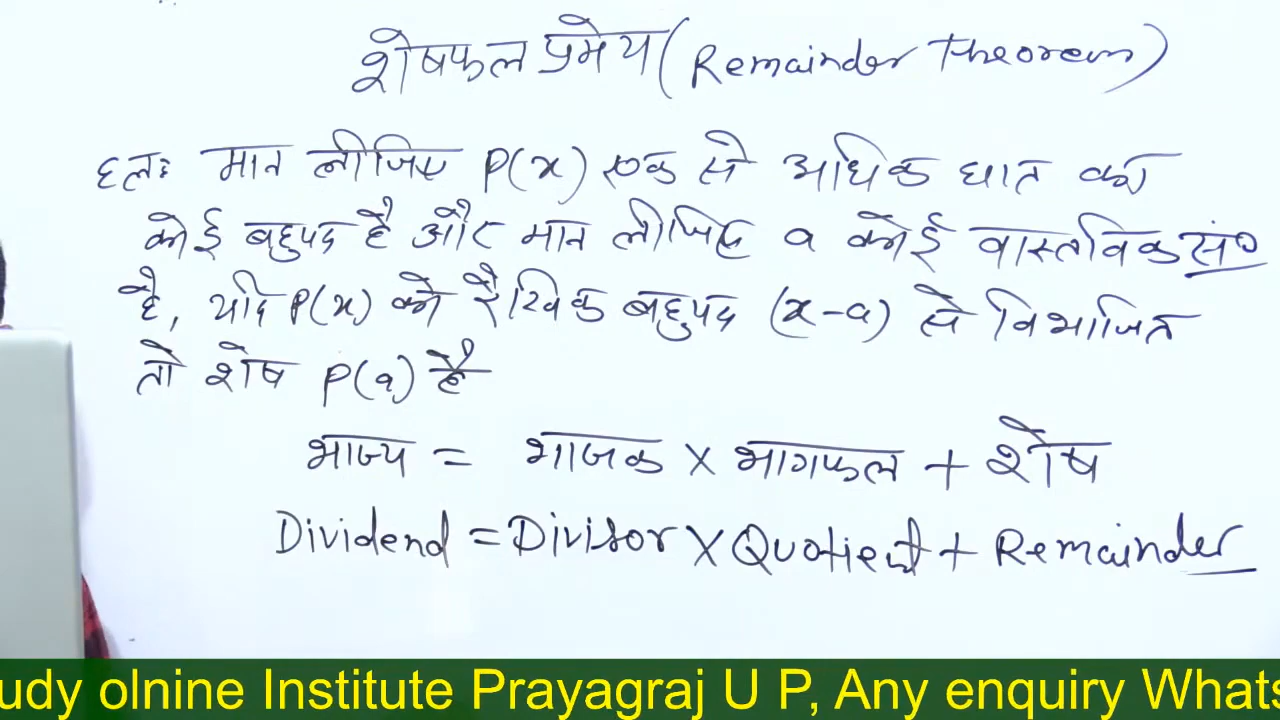 शेषफल प्रमेय (Remainder Theorem)
हलः मान लीजिए P(x) एक से अधिक घात का
कोई बहुपद है और मान लीजिए a कोई वास्तविक सं०
है, यदि P(x) को रैखिक बहुपद (x-a) से विभाजित
तो शेष P(a) है
भाज्य = भाजक × भागफल + शेष
Dividend = Divisor × Quotient + Remainder
udy olnine Institute Prayagraj U P, Any enquiry Whats